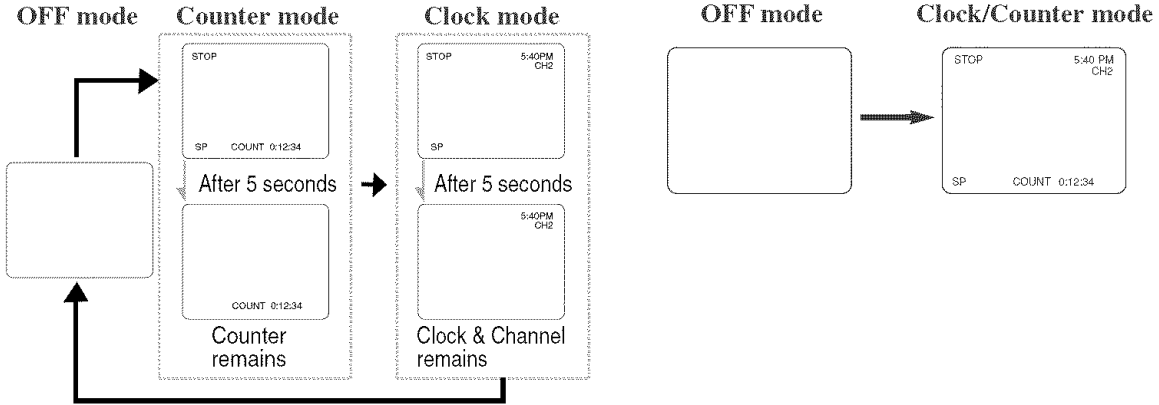 OFF mode
Counter mode
Clock mode
STOP
SP COUNT 0:12:34
After 5 seconds
COUNT 0:12:34
Counter
remains
STOP 5:40PM
CH2
SP
After 5 seconds
5:40PM
CH2
Clock & Channel
remains
OFF mode
Clock/Counter mode
STOP 5:40 PM
CH2
SP COUNT 0:12:34